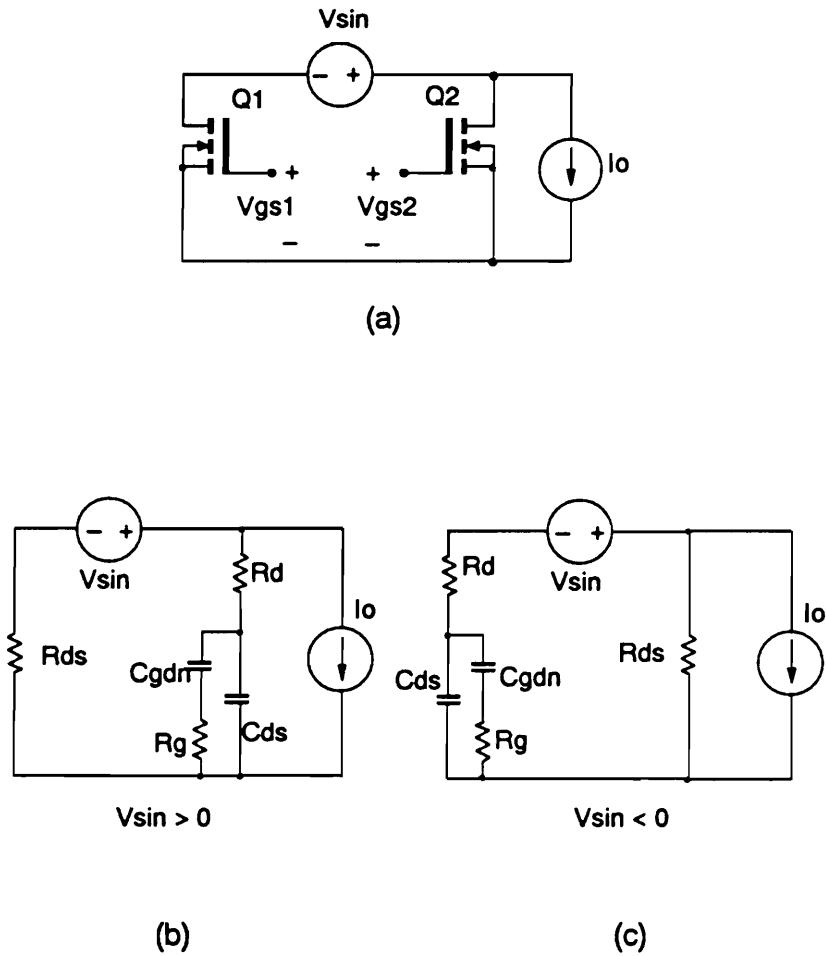 Vsin
− +
Q1
Q2
Io
+
+
Vgs1
Vgs2
−
−
(a)
− +
Vsin
Rd
Io
Rds
Cgdn
Rg
Cds
Vsin > 0
(b)
− +
Rd
Vsin
Io
Rds
Cds
Cgdn
Rg
Vsin < 0
(c)